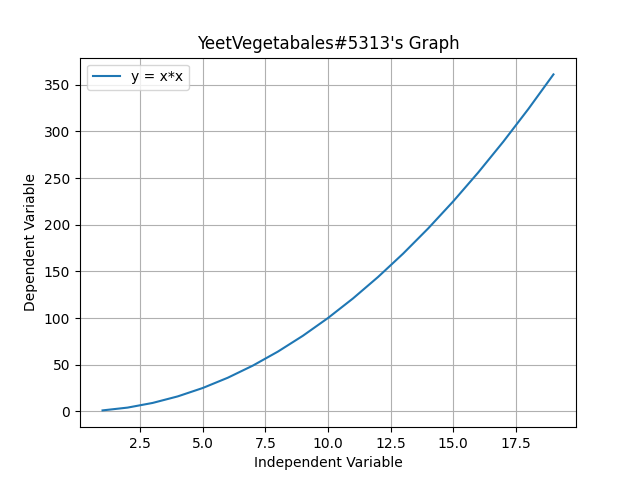 YeetVegetabales#5313's Graph
y = x*x
350
300
250
200
150
100
50
0
Dependent Variable
2.5 5.0 7.5 10.0 12.5 15.0 17.5
Independent Variable